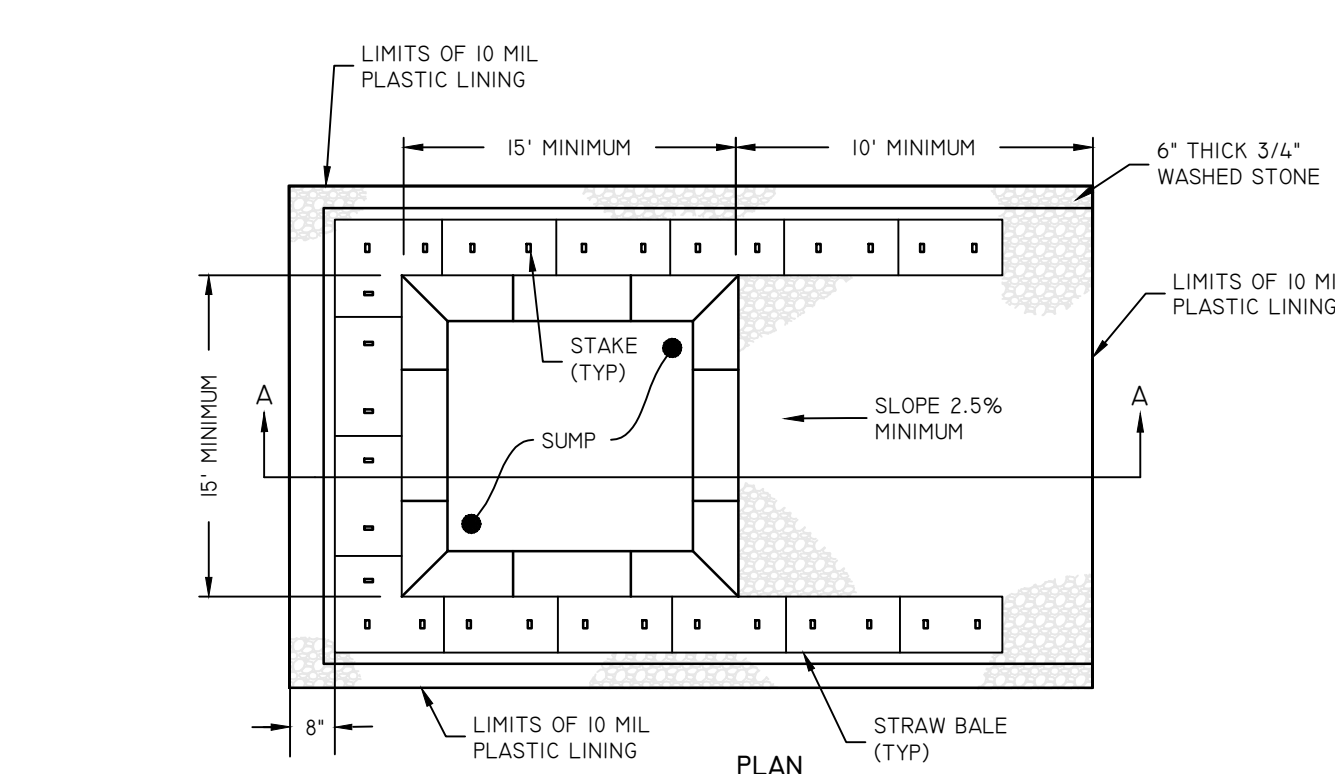 LIMITS OF 10 MIL
PLASTIC LINING
15' MINIMUM
10' MINIMUM
6" THICK 3/4"
WASHED STONE
LIMITS OF 10 MI
PLASTIC LINING
STAKE
(TYP)
A
A
15' MINIMUM
SLOPE 2.5%
MINIMUM
SUMP
8"
LIMITS OF 10 MIL
PLASTIC LINING
STRAW BALE
(TYP)
PLAN